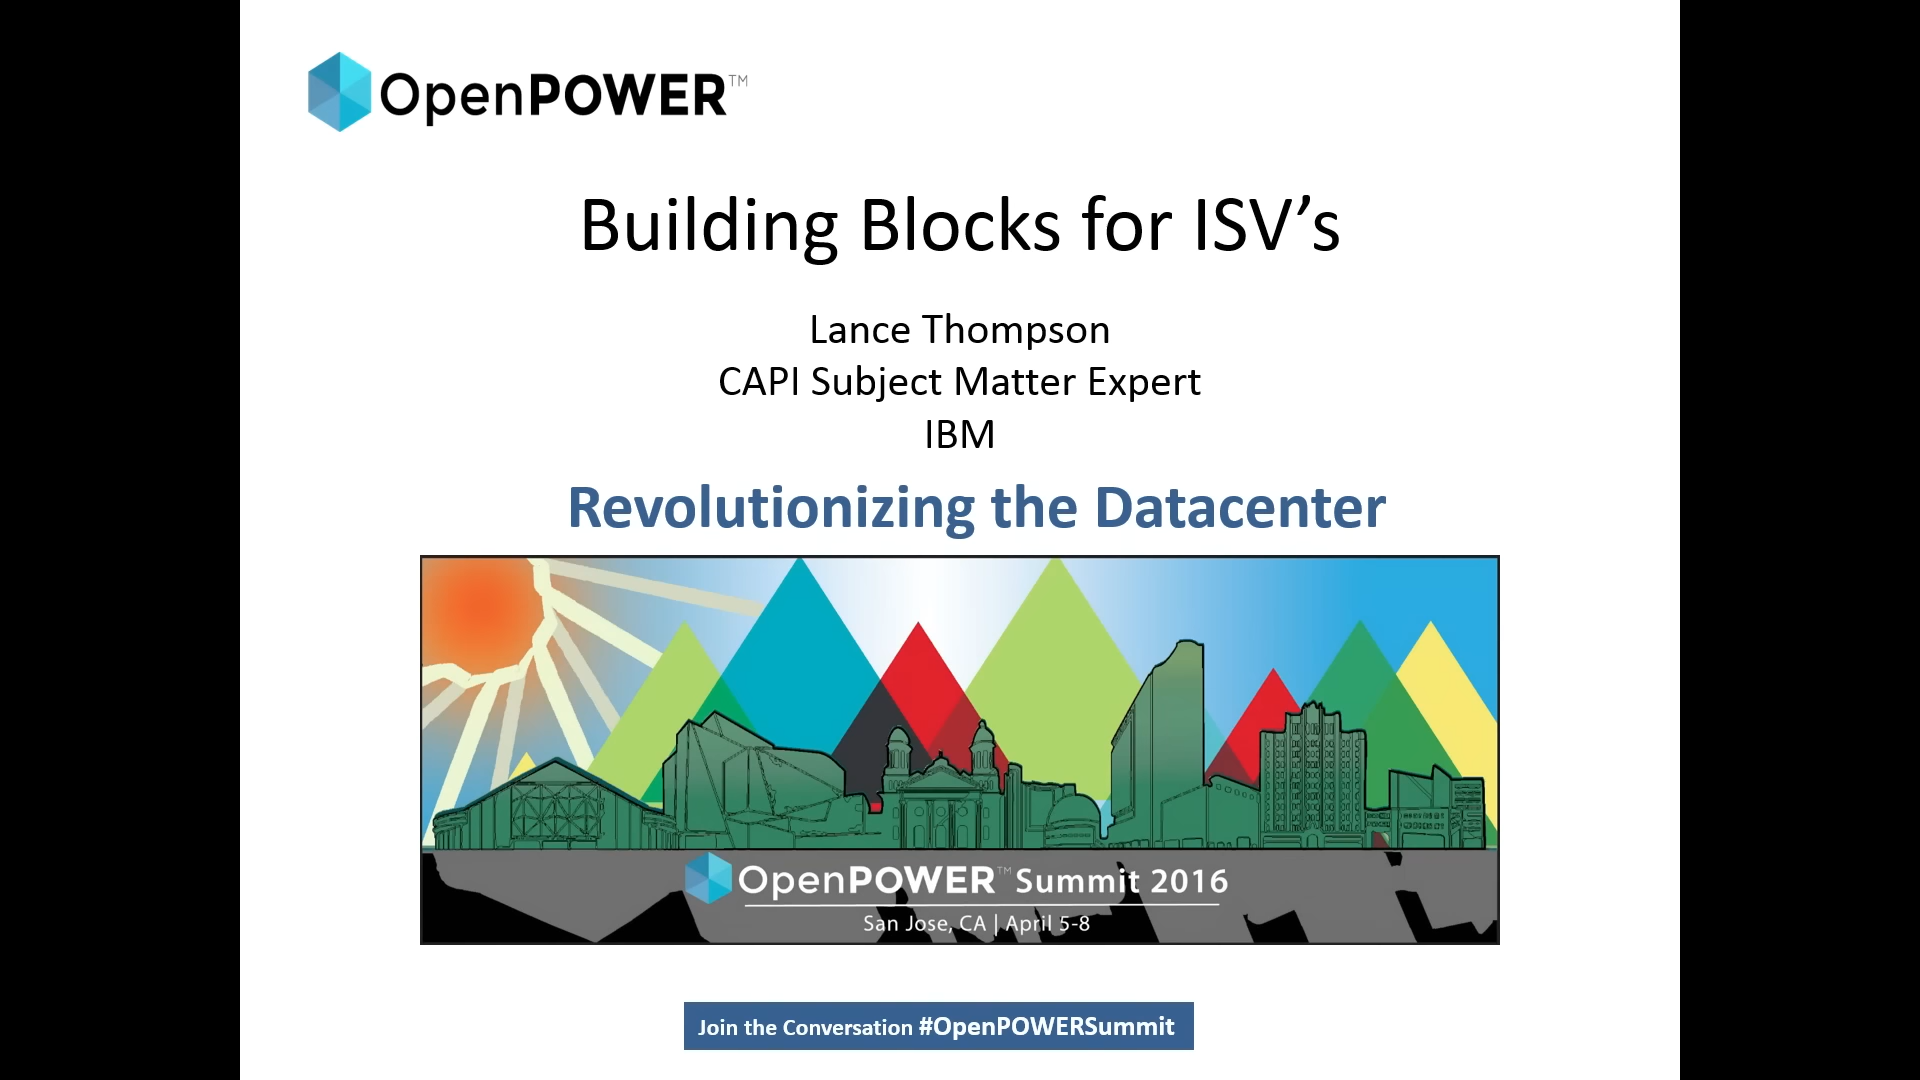 OpenPOWER™
Building Blocks for ISV’s
Lance Thompson
CAPI Subject Matter Expert
IBM
Revolutionizing the Datacenter
OpenPOWER™ Summit 2016
San Jose, CA | April 5-8
Join the Conversation #OpenPOWERSummit